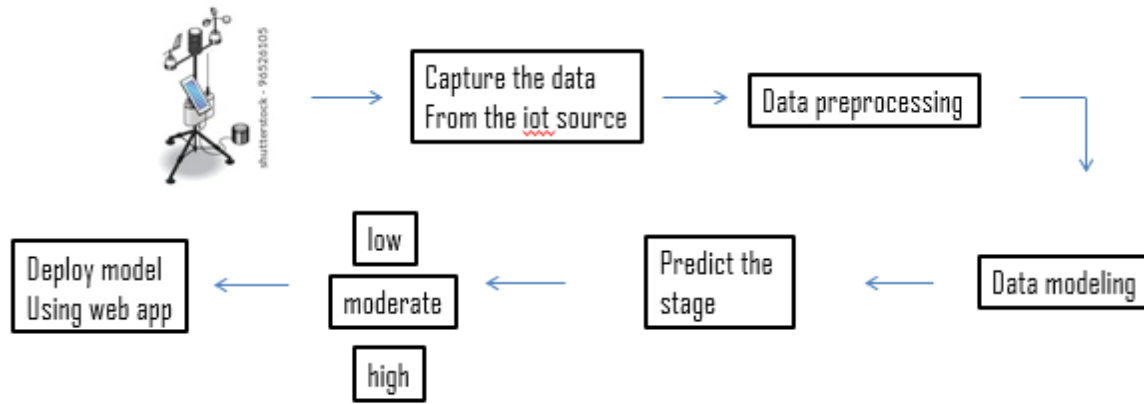 shutterstock - 96526105
Capture the data
From the iot source
Data preprocessing
Data modeling
Predict the
stage
low
moderate
high
Deploy model
Using web app